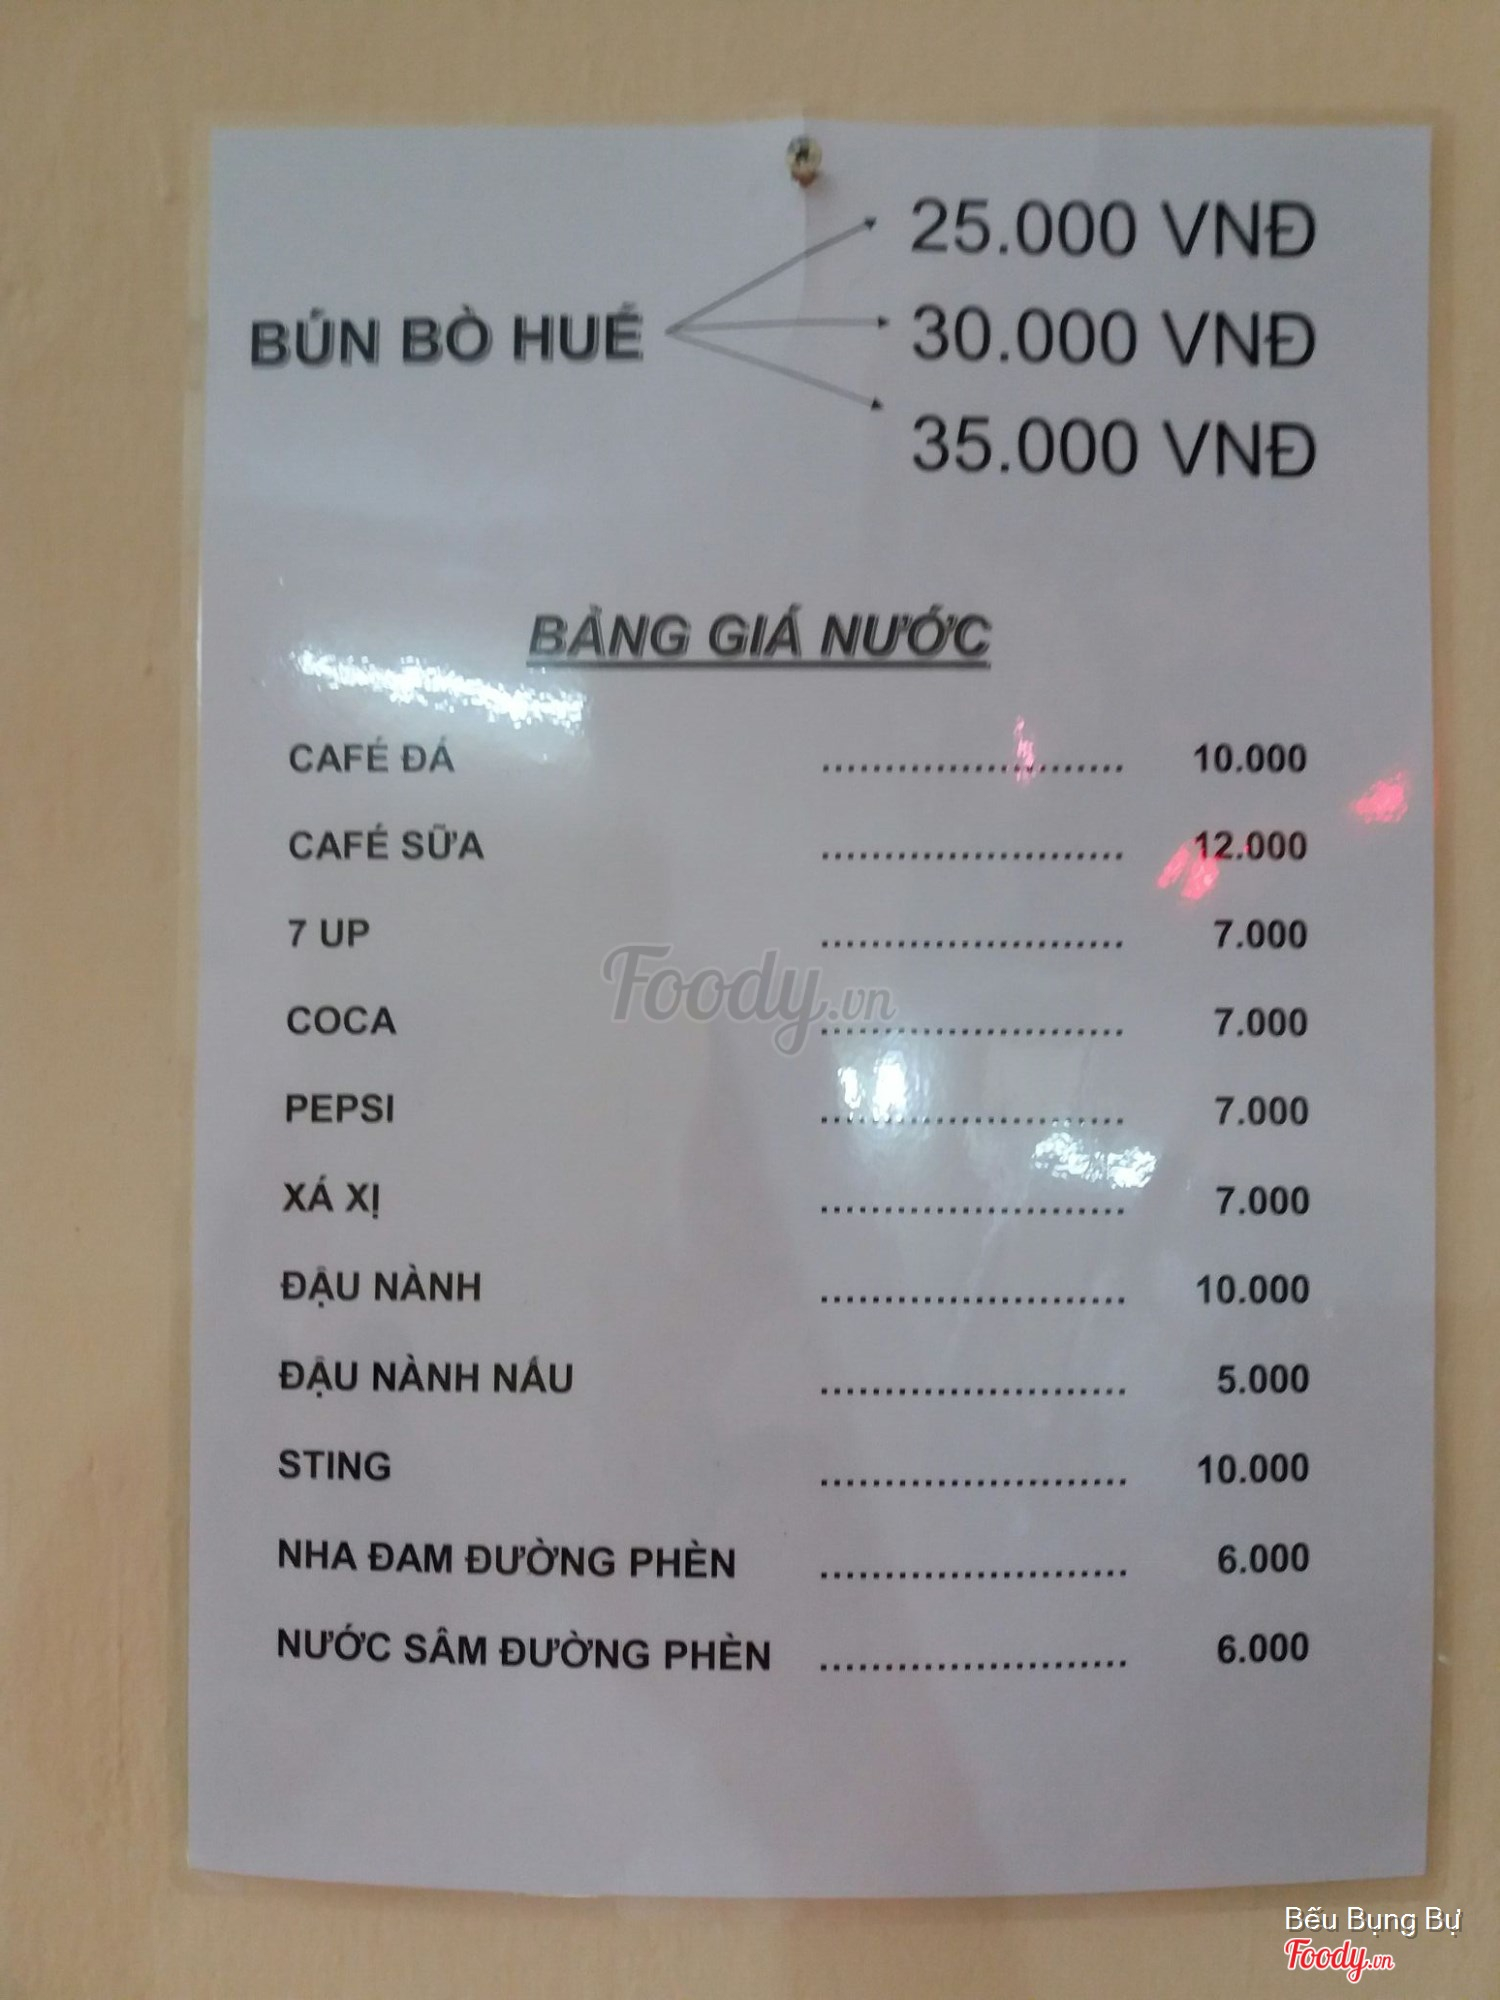 25.000 VNĐ
BÚN BÒ HUẾ 30.000 VNĐ
35.000 VNĐ
BẢNG GIÁ NƯỚC
CAFÉ ĐÁ ........................ 10.000
CAFÉ SỮA ........................ 12.000
7 UP ........................ 7.000
COCA ........................ 7.000
PEPSI ........................ 7.000
XÁ XỊ ........................ 7.000
ĐẬU NÀNH ........................ 10.000
ĐẬU NÀNH NẤU ........................ 5.000
STING ........................ 10.000
NHA ĐAM ĐƯỜNG PHÈN ........................ 6.000
NƯỚC SÂM ĐƯỜNG PHÈN ........................ 6.000
Foody.vn
Bếu Bụng Bự
Foody.vn